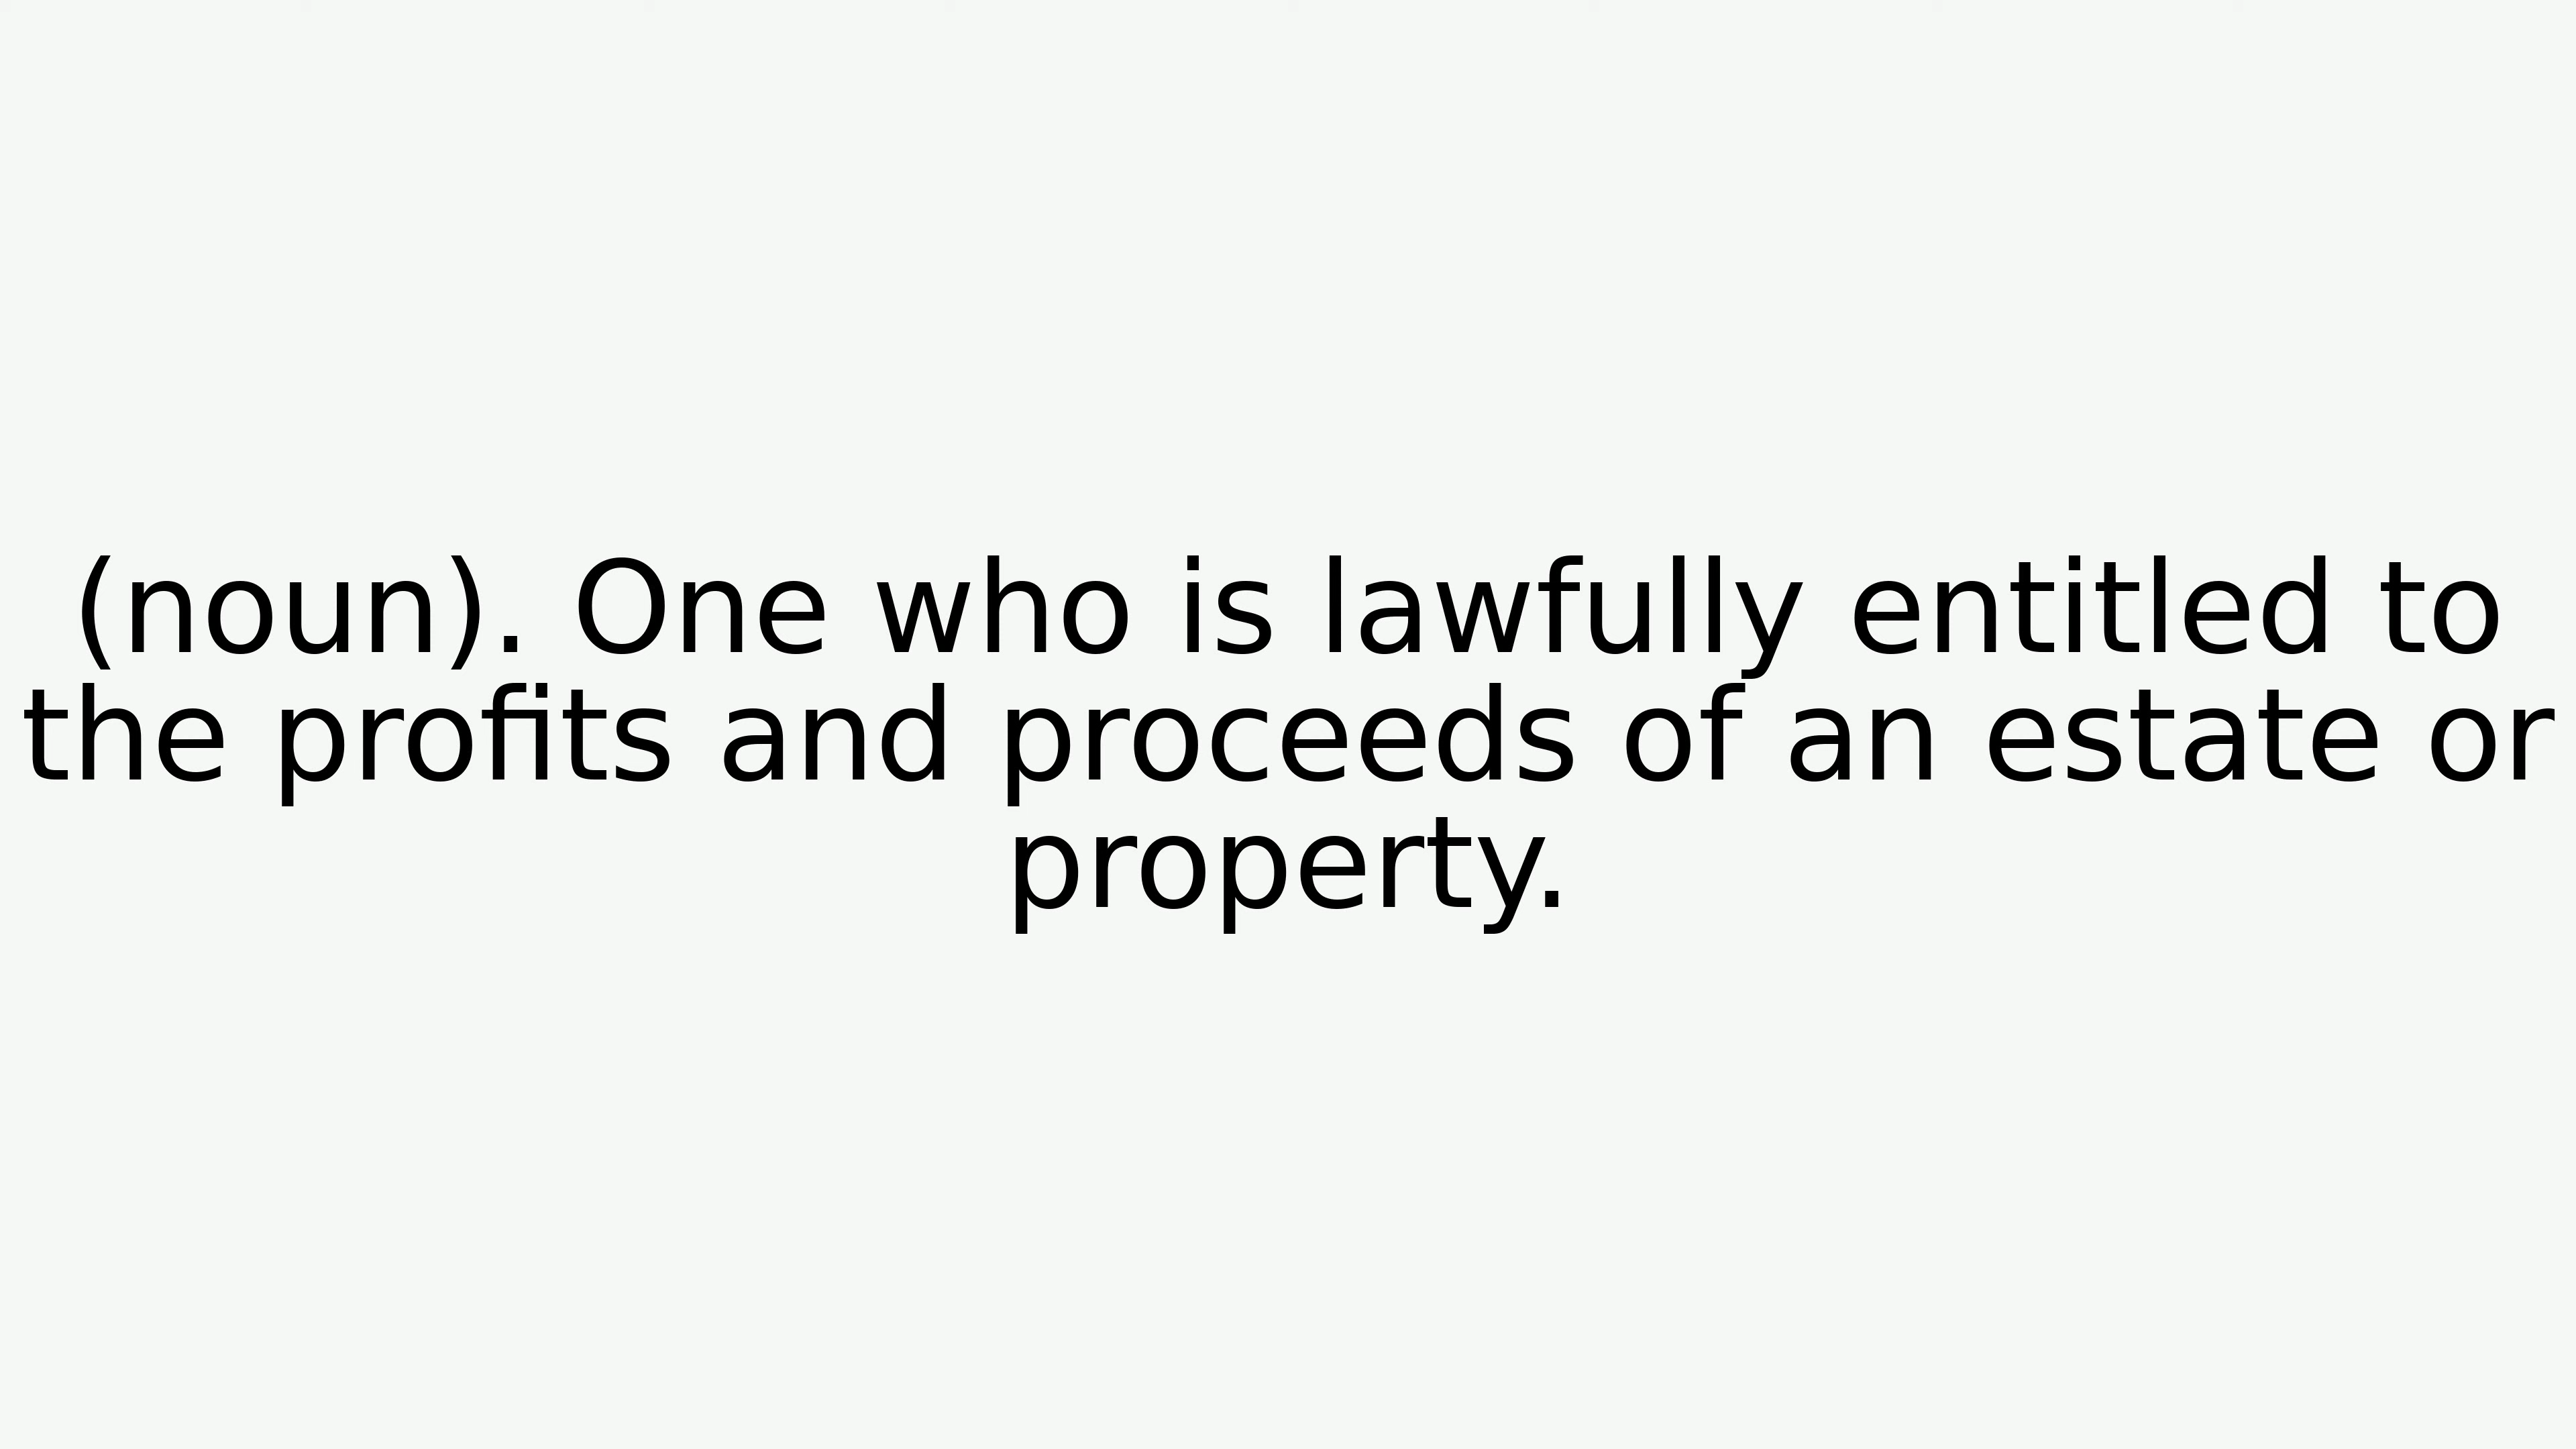 (noun). One who is lawfully entitled to
the profits and proceeds of an estate or
property.